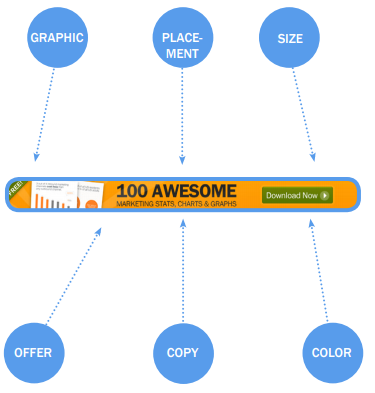 GRAPHIC
PLACE-
MENT
SIZE
FREE!
100 AWESOME
MARKETING STATS, CHARTS & GRAPHS
Download Now
OFFER
COPY
COLOR